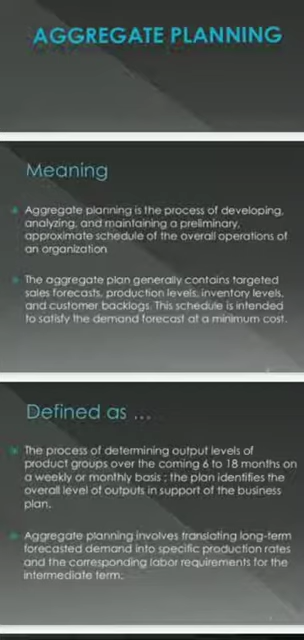 AGGREGATE PLANNING
Meaning
Aggregate planning is the process of developing,
analyzing, and maintaining a preliminary,
approximate schedule of the overall operations of
an organization
The aggregate plan generally contains targeted
sales forecasts, production levels, inventory levels,
and customer backlogs. This schedule is intended
to satisfy the demand forecast at a minimum cost.
Defined as ...
The process of determining output levels of
product groups over the coming 6 to 18 months on
a weekly or monthly basis ; the plan identifies the
overall level of outputs in support of the business
plan.
Aggregate planning involves translating long-term
forecasted demand into specific production rates
and the corresponding labor requirements for the
intermediate term.